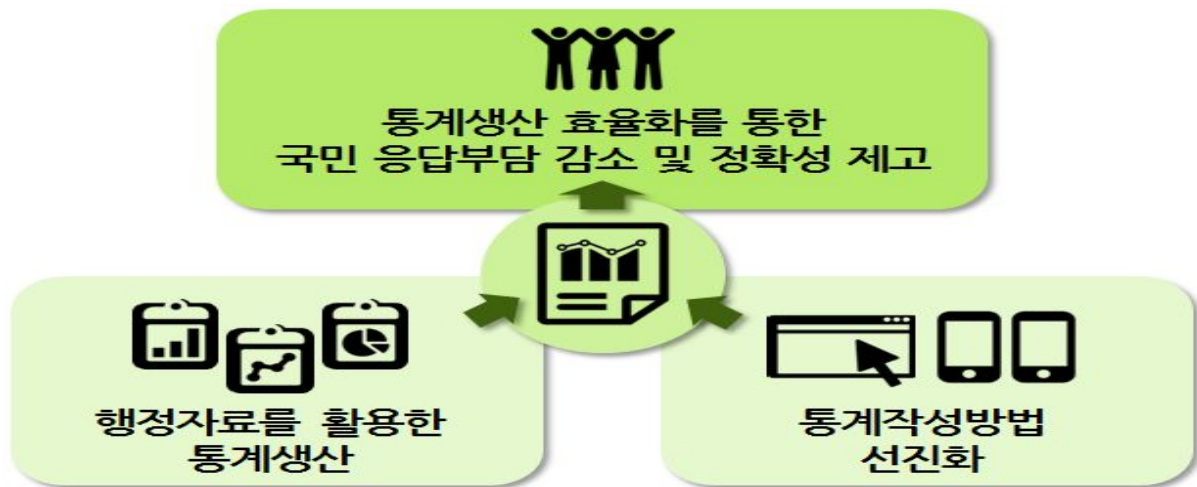 통계생산 효율화를 통한
국민 응답부담 감소 및 정확성 제고
행정자료를 활용한
통계생산
통계작성방법
선진화